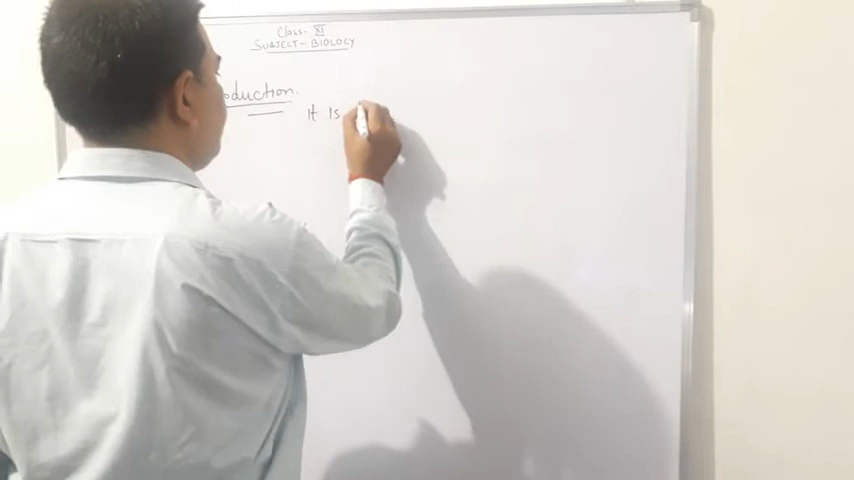 Class- XI
SUBJECT- BIOLOGY
oduction.
It Is